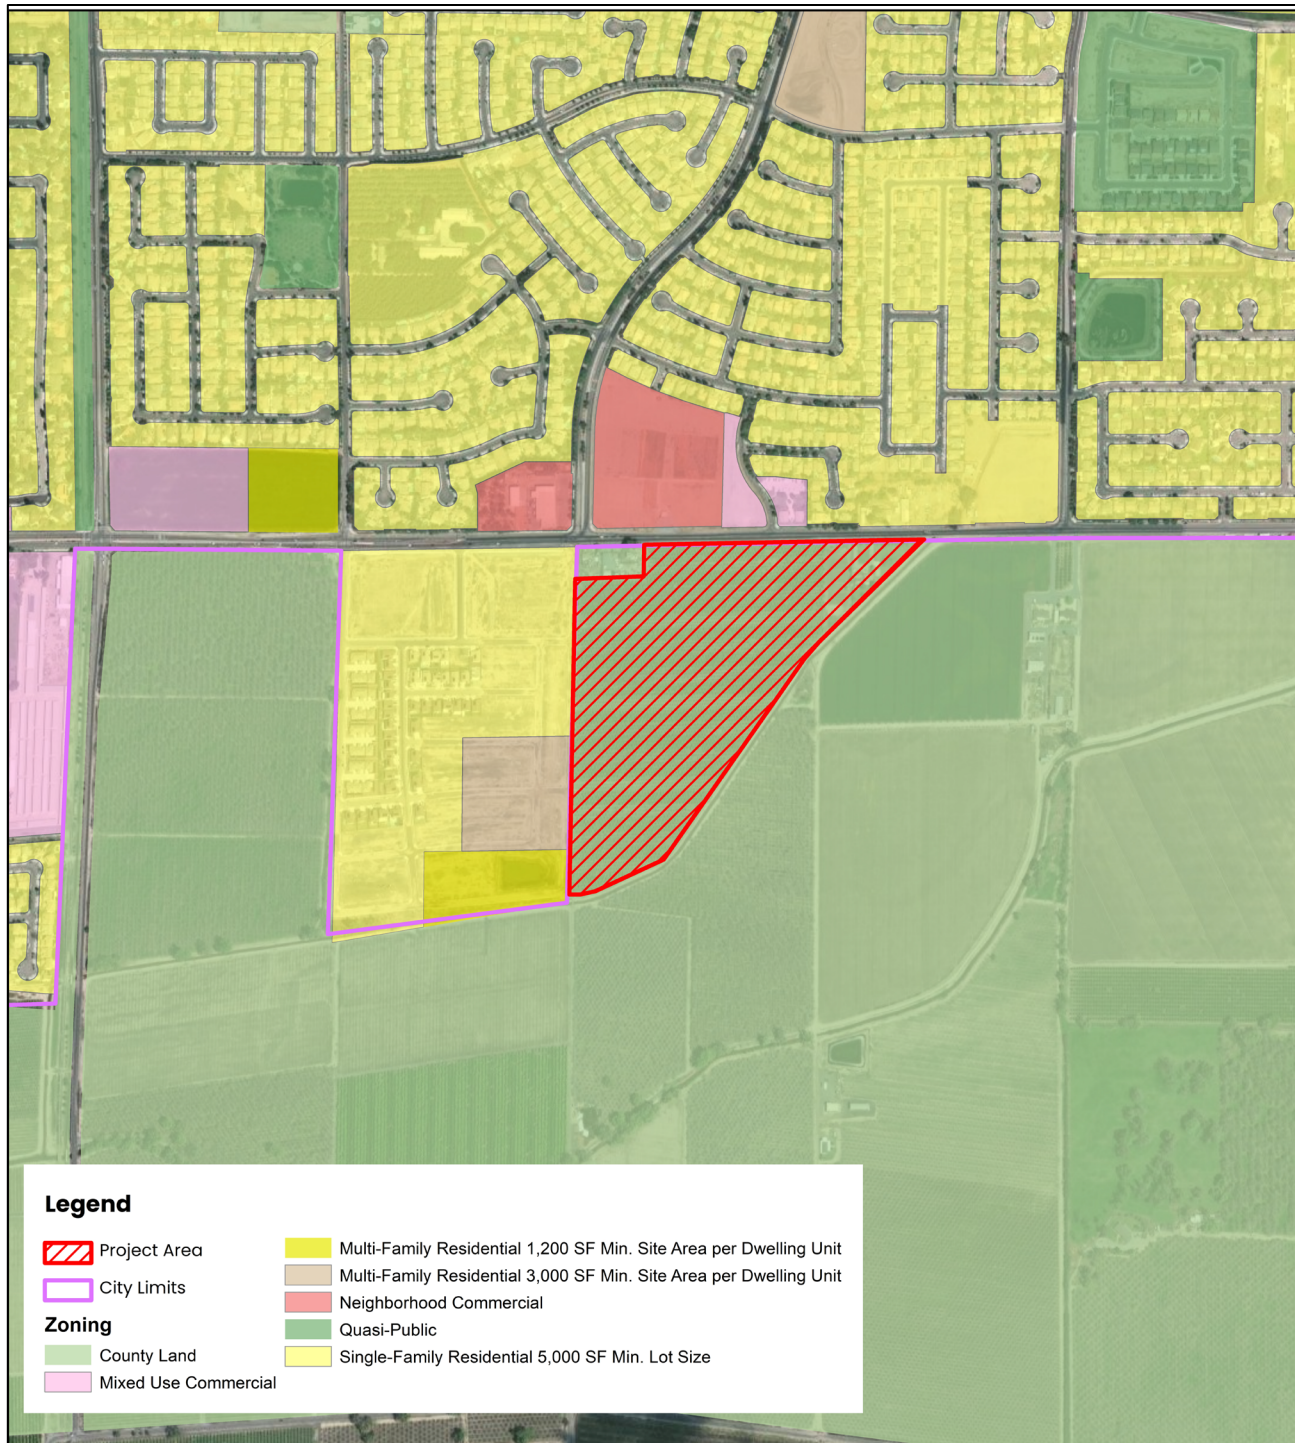 Legend
Project Area
City Limits
Zoning
County Land
Mixed Use Commercial
Multi-Family Residential 1,200 SF Min. Site Area per Dwelling Unit
Multi-Family Residential 3,000 SF Min. Site Area per Dwelling Unit
Neighborhood Commercial
Quasi-Public
Single-Family Residential 5,000 SF Min. Lot Size